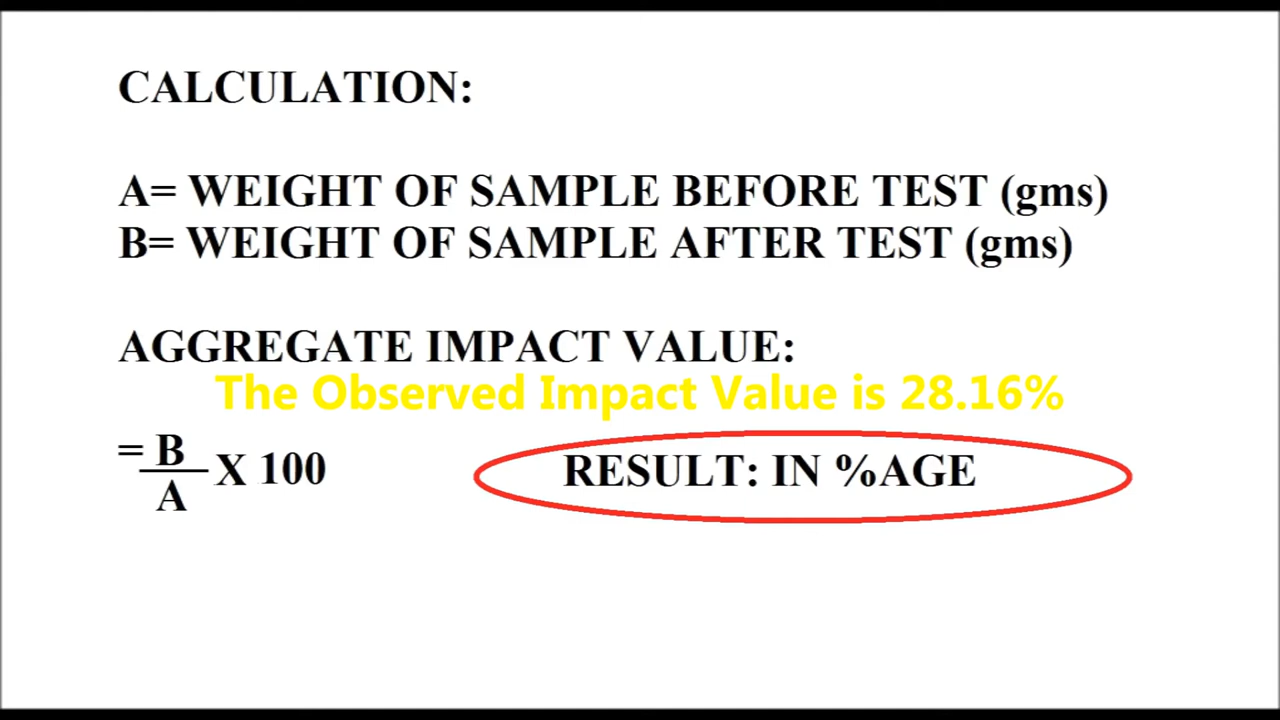 CALCULATION:
A= WEIGHT OF SAMPLE BEFORE TEST (gms)
B= WEIGHT OF SAMPLE AFTER TEST (gms)
AGGREGATE IMPACT VALUE:
The Observed Impact Value is 28.16%
= B
A
X 100
RESULT: IN %AGE